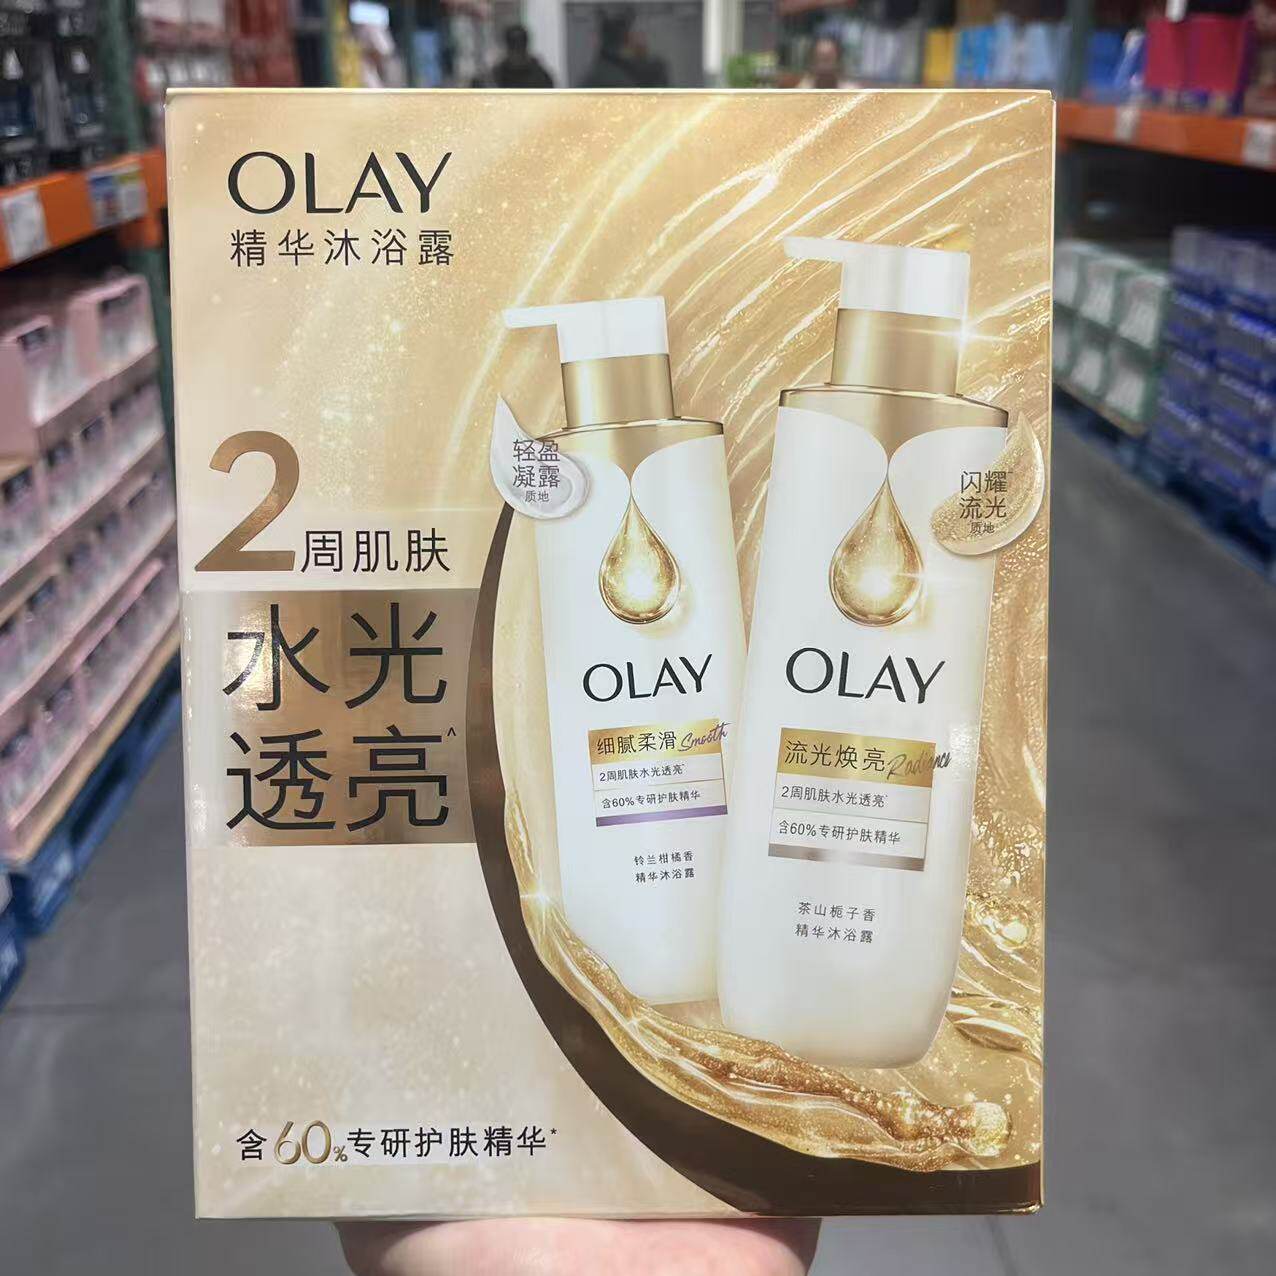 OLAY
精华沐浴露
2周肌肤
水光
透亮^
含60%专研护肤精华*
轻盈
凝露
质地
OLAY
细腻柔滑 Smooth
2周肌肤水光透亮^
含60%专研护肤精华
铃兰柑橘香
精华沐浴露
闪耀
流光
质地
OLAY
流光焕亮 Radiance
2周肌肤水光透亮^
含60%专研护肤精华
茶山栀子香
精华沐浴露